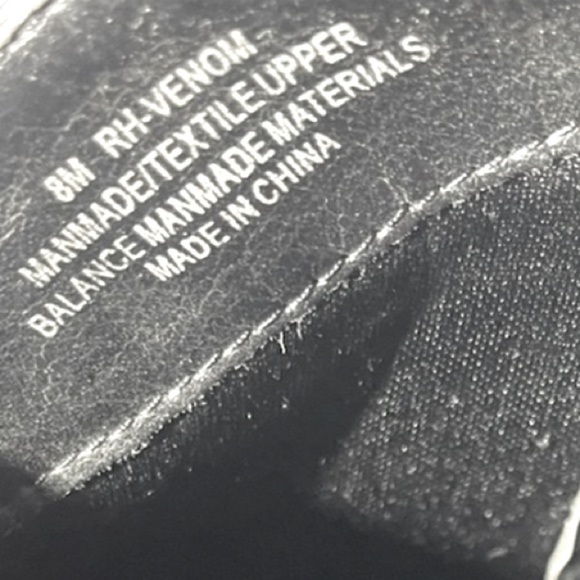 8M RH-VENOM
MANMADE/TEXTILE UPPER
BALANCE MANMADE MATERIALS
MADE IN CHINA